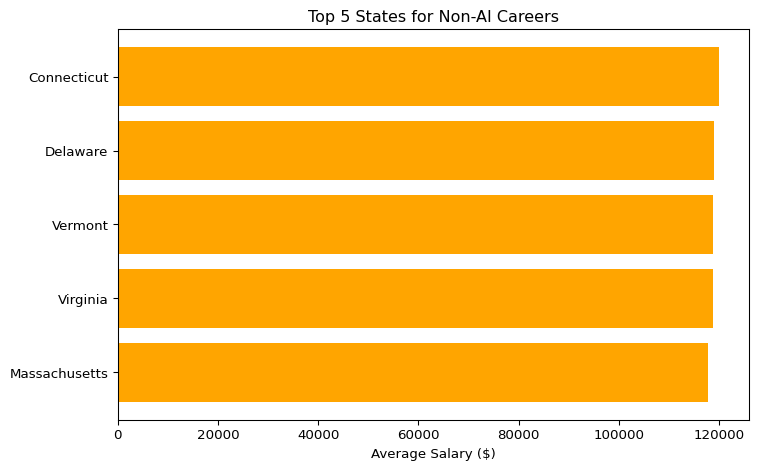 Top 5 States for Non-AI Careers
Connecticut
Delaware
Vermont
Virginia
Massachusetts
0 20000 40000 60000 80000 100000 120000
Average Salary ($)